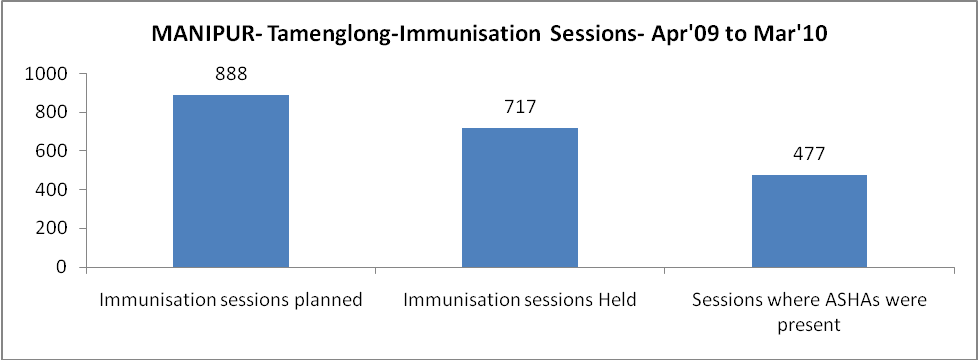 MANIPUR- Tamenglong-Immunisation Sessions- Apr'09 to Mar'10
1000
800
600
400
200
0
888
717
477
Immunisation sessions planned
Immunisation sessions Held
Sessions where ASHAs were
present